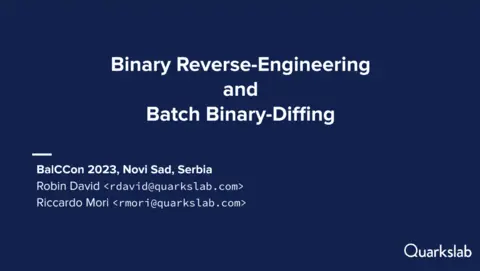 Binary Reverse-Engineering
and
Batch Binary-Diffing
BalCCon 2023, Novi Sad, Serbia
Robin David <rdavid@quarkslab.com>
Riccardo Mori <rmori@quarkslab.com>
Quarkslab